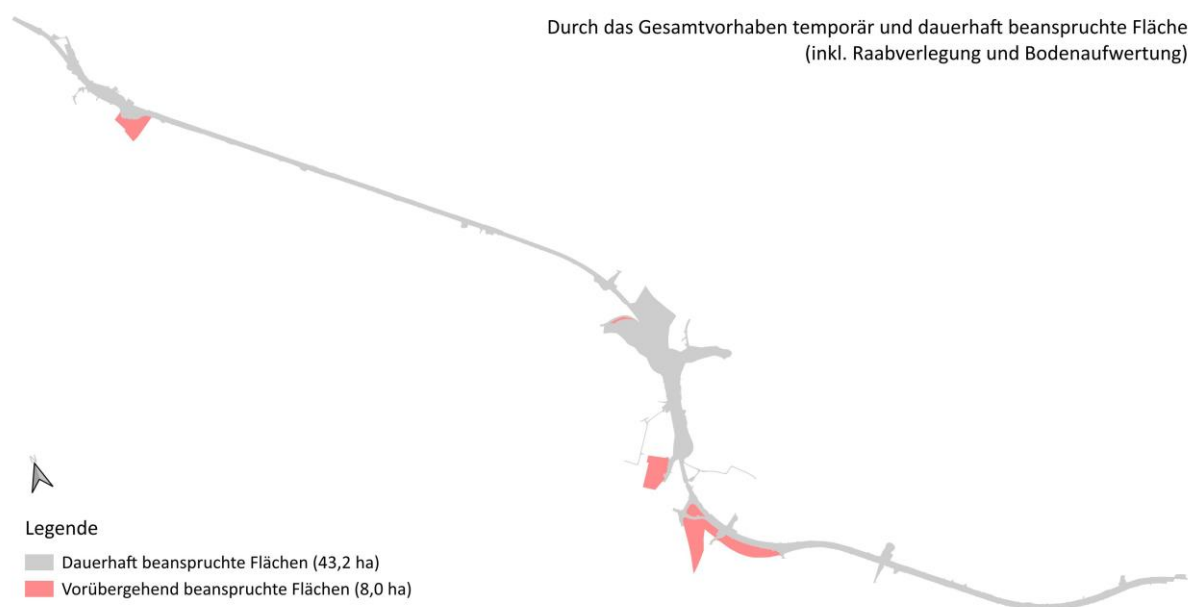 Durch das Gesamtvorhaben temporär und dauerhaft beanspruchte Fläche
(inkl. Raabverlegung und Bodenaufwertung)
Legende
Dauerhaft beanspruchte Flächen (43,2 ha)
Vorübergehend beanspruchte Flächen (8,0 ha)